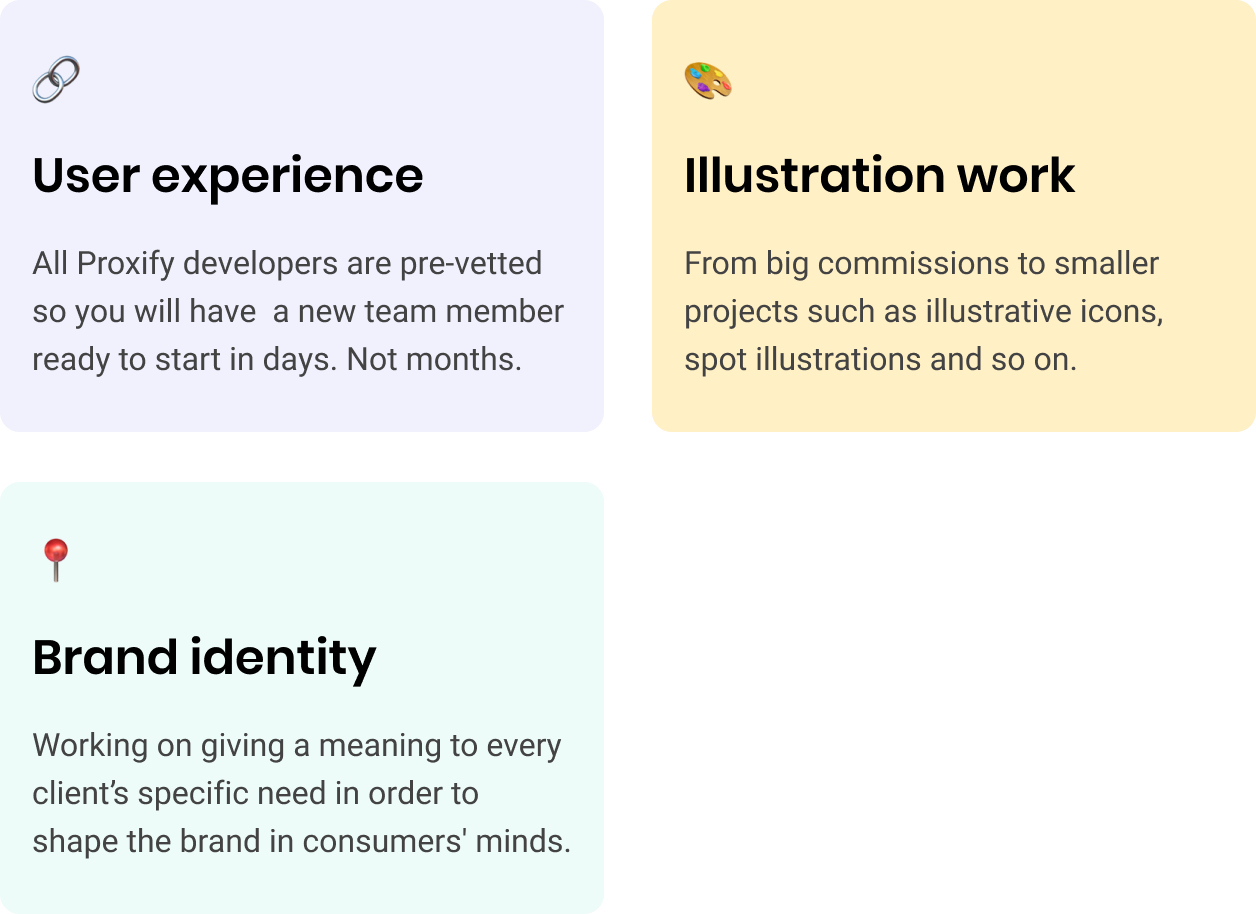 User experience
All Proxify developers are pre-vetted
so you will have  a new team member
ready to start in days. Not months.
Illustration work
From big commissions to smaller
projects such as illustrative icons,
spot illustrations and so on.
Brand identity
Working on giving a meaning to every
client’s specific need in order to
shape the brand in consumers' minds.